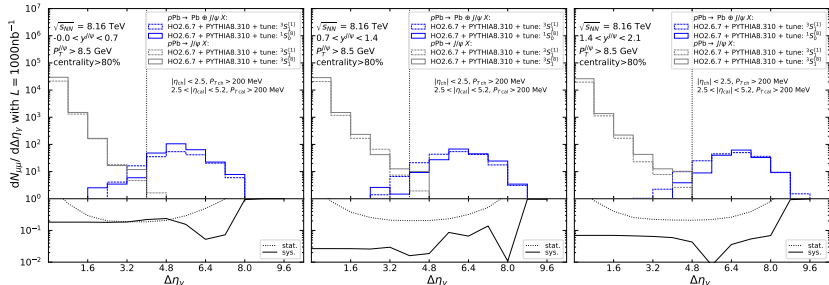 dN_μμ/ dΔη_γ with L = 1000nb⁻¹
10⁷
10⁶
10⁵
10⁴
10³
10²
10¹
10⁰
10⁻¹
10⁻²
√s_NN = 8.16 TeV
-0.0 < y^J/ψ < 0.7
P_T^J/ψ > 8.5 GeV
centrality>80%
pPb→ Pb ⊕ J/ψ X:
HO2.6.7 + PYTHIA8.310 + tune: ³S₁^[1]
HO2.6.7 + PYTHIA8.310 + tune: ¹S₀^[8]
pPb→ J/ψ X:
HO2.6.7 + PYTHIA8.310 + tune: ³S₁^[1]
HO2.6.7 + PYTHIA8.310 + tune: ³S₁^[8]
|η_ch| < 2.5, P_T ch > 200 MeV
2.5 < |η_cal| < 5.2, P_T cal > 200 MeV
stat.
sys.
1.6 3.2 4.8 6.4 8.0 9.6
Δη_γ
√s_NN = 8.16 TeV
0.7 < y^J/ψ < 1.4
P_T^J/ψ > 8.5 GeV
centrality>80%
pPb→ Pb ⊕ J/ψ X:
HO2.6.7 + PYTHIA8.310 + tune: ³S₁^[1]
HO2.6.7 + PYTHIA8.310 + tune: ¹S₀^[8]
pPb→ J/ψ X:
HO2.6.7 + PYTHIA8.310 + tune: ³S₁^[1]
HO2.6.7 + PYTHIA8.310 + tune: ³S₁^[8]
|η_ch| < 2.5, P_T ch > 200 MeV
2.5 < |η_cal| < 5.2, P_T cal > 200 MeV
stat.
sys.
1.6 3.2 4.8 6.4 8.0 9.6
Δη_γ
√s_NN = 8.16 TeV
1.4 < y^J/ψ < 2.1
P_T^J/ψ > 8.5 GeV
centrality>80%
pPb→ Pb ⊕ J/ψ X:
HO2.6.7 + PYTHIA8.310 + tune: ³S₁^[1]
HO2.6.7 + PYTHIA8.310 + tune: ¹S₀^[8]
pPb→ J/ψ X:
HO2.6.7 + PYTHIA8.310 + tune: ³S₁^[1]
HO2.6.7 + PYTHIA8.310 + tune: ³S₁^[8]
|η_ch| < 2.5, P_T ch > 200 MeV
2.5 < |η_cal| < 5.2, P_T cal > 200 MeV
stat.
sys.
1.6 3.2 4.8 6.4 8.0 9.6
Δη_γ